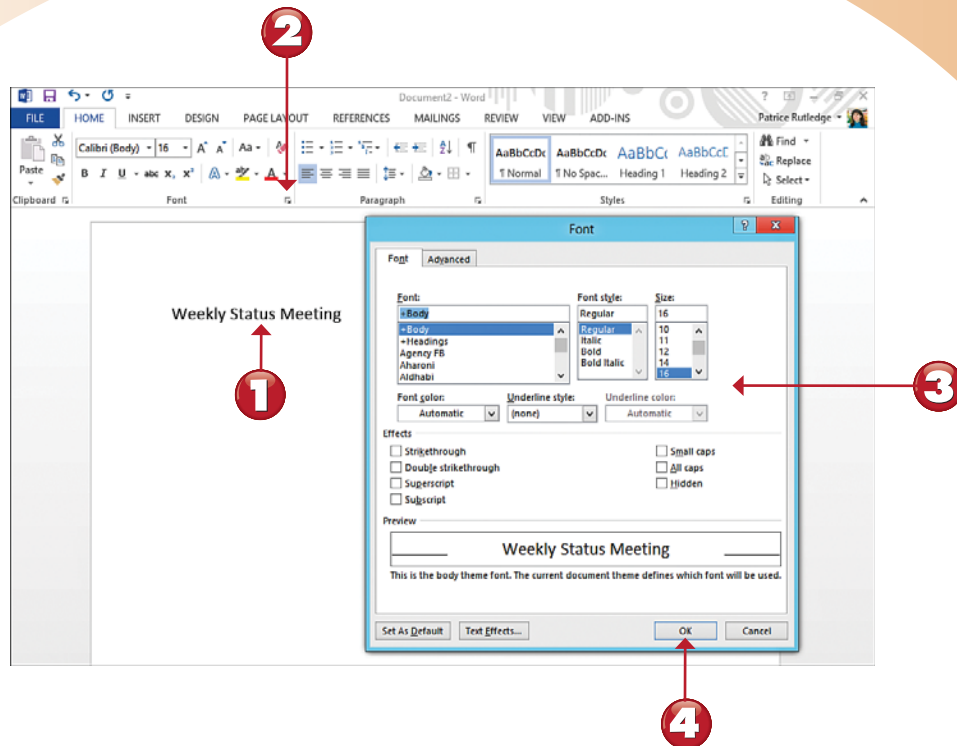 2
Document2 - Word
FILE HOME INSERT DESIGN PAGE LAYOUT REFERENCES MAILINGS REVIEW VIEW ADD-INS Patrice Rutledge
Calibri (Body) 16 A A Aa
Find
Paste
B I U abc x, x² A A
AaBbCcDc AaBbCcDc AaBbCc AaBbCcE
¶ Normal ¶ No Spac... Heading 1 Heading 2
Replace
Select
Clipboard Font Paragraph Styles Editing
Weekly Status Meeting
1
Font
Font Advanced
Font: Font style: Size:
+Body Regular 16
+Body Regular 10
+Headings Italic 11
Agency FB Bold 12
Aharoni Bold Italic 14
Aldhabi 16
3
Font color: Underline style: Underline color:
Automatic (none) Automatic
Effects
Strikethrough Small caps
Double strikethrough All caps
Superscript Hidden
Subscript
Preview
Weekly Status Meeting
This is the body theme font. The current document theme defines which font will be used.
Set As Default Text Effects... OK Cancel
4